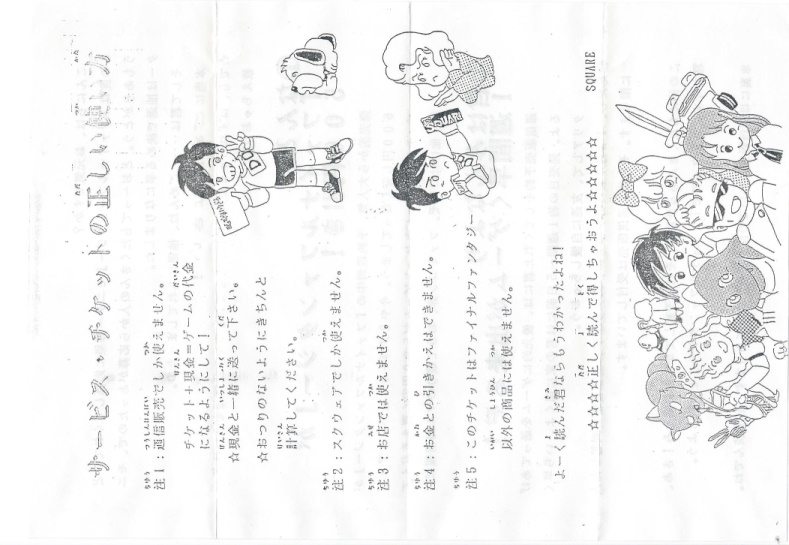 サービス・チケットの正しい使い方
注1：通信販売でしか使えません。
チケット＋現金＝ゲームの代金
になるようにして！
☆現金と一緒に送って下さい。
☆おつりのないようにきちんと
計算してください。
注2：スクウェアでしか使えません。
注3：お店では使えません。
注4：お金との引きかえはできません。
注5：このチケットはファイナルファンタジー
以外の商品には使えません。
よーく読んだ君ならもうわかったよね！
☆☆☆☆正しく読んで得しちゃおうよ☆☆☆☆☆
SQUARE